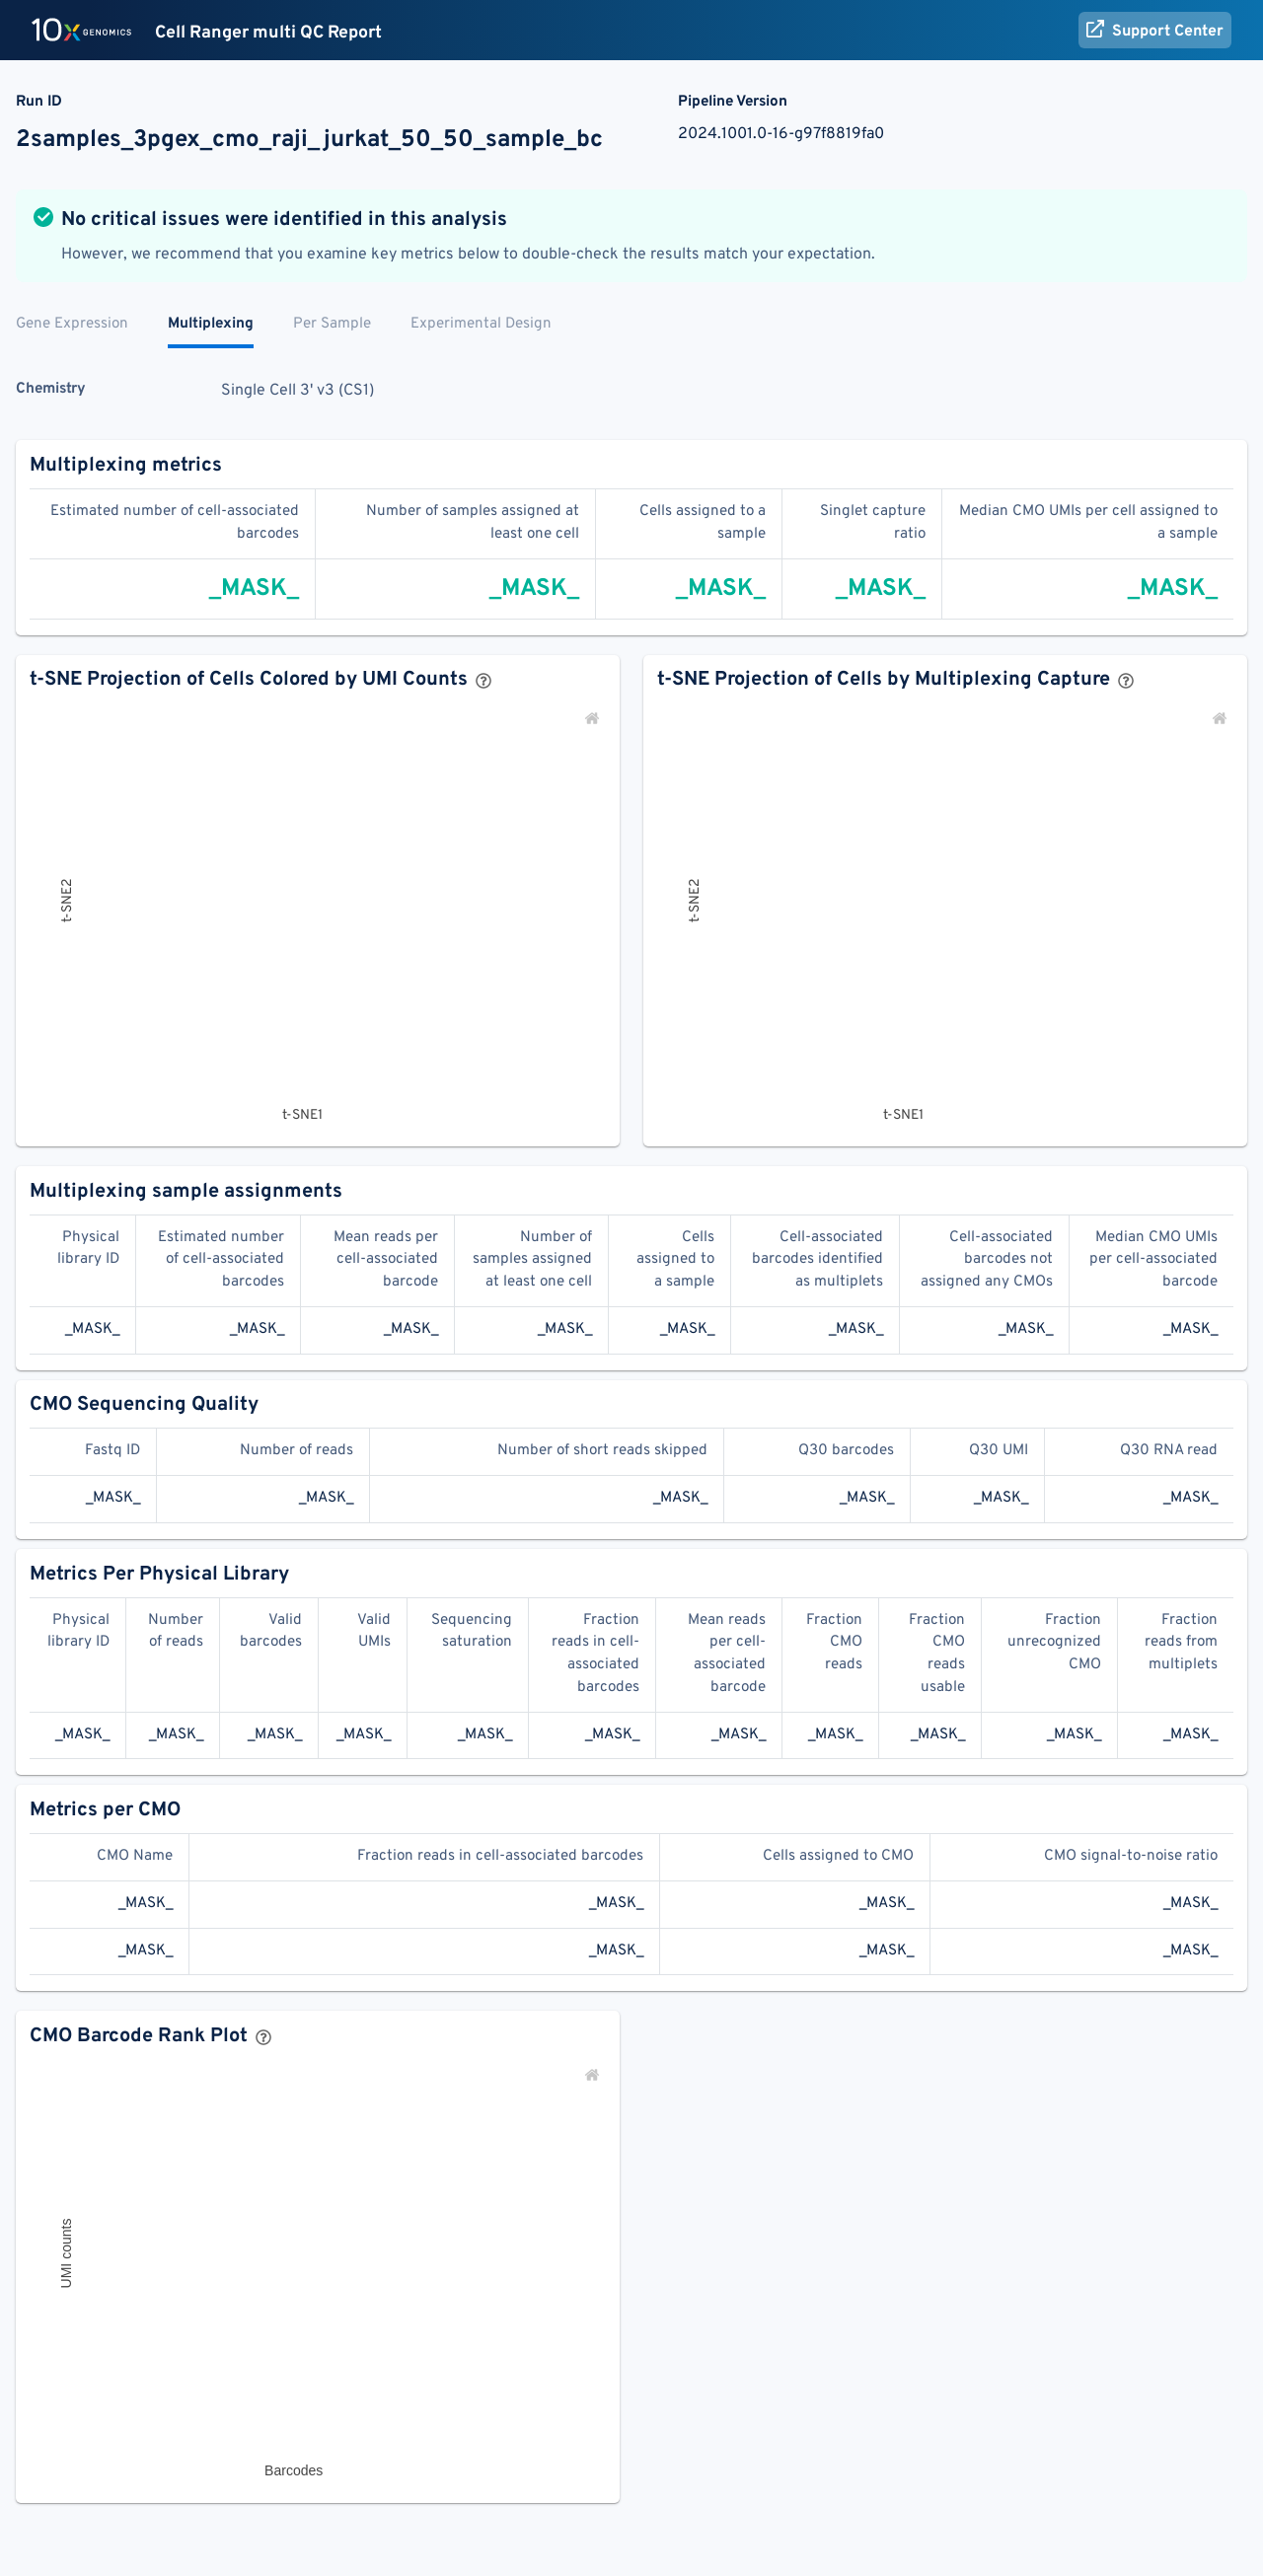 10x GENOMICS Cell Ranger multi QC Report Support Center
Run ID Pipeline Version
2samples_3pgex_cmo_raji_jurkat_50_50_sample_bc 2024.1001.0-16-g97f8819fa0
No critical issues were identified in this analysis
However, we recommend that you examine key metrics below to double-check the results match your expectation.
Gene Expression Multiplexing Per Sample Experimental Design
Chemistry Single Cell 3' v3 (CS1)
Multiplexing metrics
Estimated number of cell-associated Number of samples assigned at Cells assigned to a Singlet capture Median CMO UMIs per cell assigned to
barcodes least one cell sample ratio a sample
_MASK_ _MASK_ _MASK_ _MASK_ _MASK_
t-SNE Projection of Cells Colored by UMI Counts t-SNE Projection of Cells by Multiplexing Capture
t-SNE2 t-SNE2
t-SNE1 t-SNE1
Multiplexing sample assignments
Physical Estimated number Mean reads per Number of Cells Cell-associated Cell-associated Median CMO UMIs
library ID of cell-associated cell-associated samples assigned assigned to barcodes identified barcodes not per cell-associated
barcodes barcode at least one cell a sample as multiplets assigned any CMOs barcode
_MASK_ _MASK_ _MASK_ _MASK_ _MASK_ _MASK_ _MASK_ _MASK_
CMO Sequencing Quality
Fastq ID Number of reads Number of short reads skipped Q30 barcodes Q30 UMI Q30 RNA read
_MASK_ _MASK_ _MASK_ _MASK_ _MASK_ _MASK_
Metrics Per Physical Library
Physical Number Valid Valid Sequencing Fraction Mean reads Fraction Fraction Fraction Fraction
library ID of reads barcodes UMIs saturation reads in cell- per cell- CMO CMO unrecognized reads from
associated associated reads reads CMO multiplets
barcodes barcode usable
_MASK_ _MASK_ _MASK_ _MASK_ _MASK_ _MASK_ _MASK_ _MASK_ _MASK_ _MASK_ _MASK_
Metrics per CMO
CMO Name Fraction reads in cell-associated barcodes Cells assigned to CMO CMO signal-to-noise ratio
_MASK_ _MASK_ _MASK_ _MASK_
_MASK_ _MASK_ _MASK_ _MASK_
CMO Barcode Rank Plot
UMI counts
Barcodes